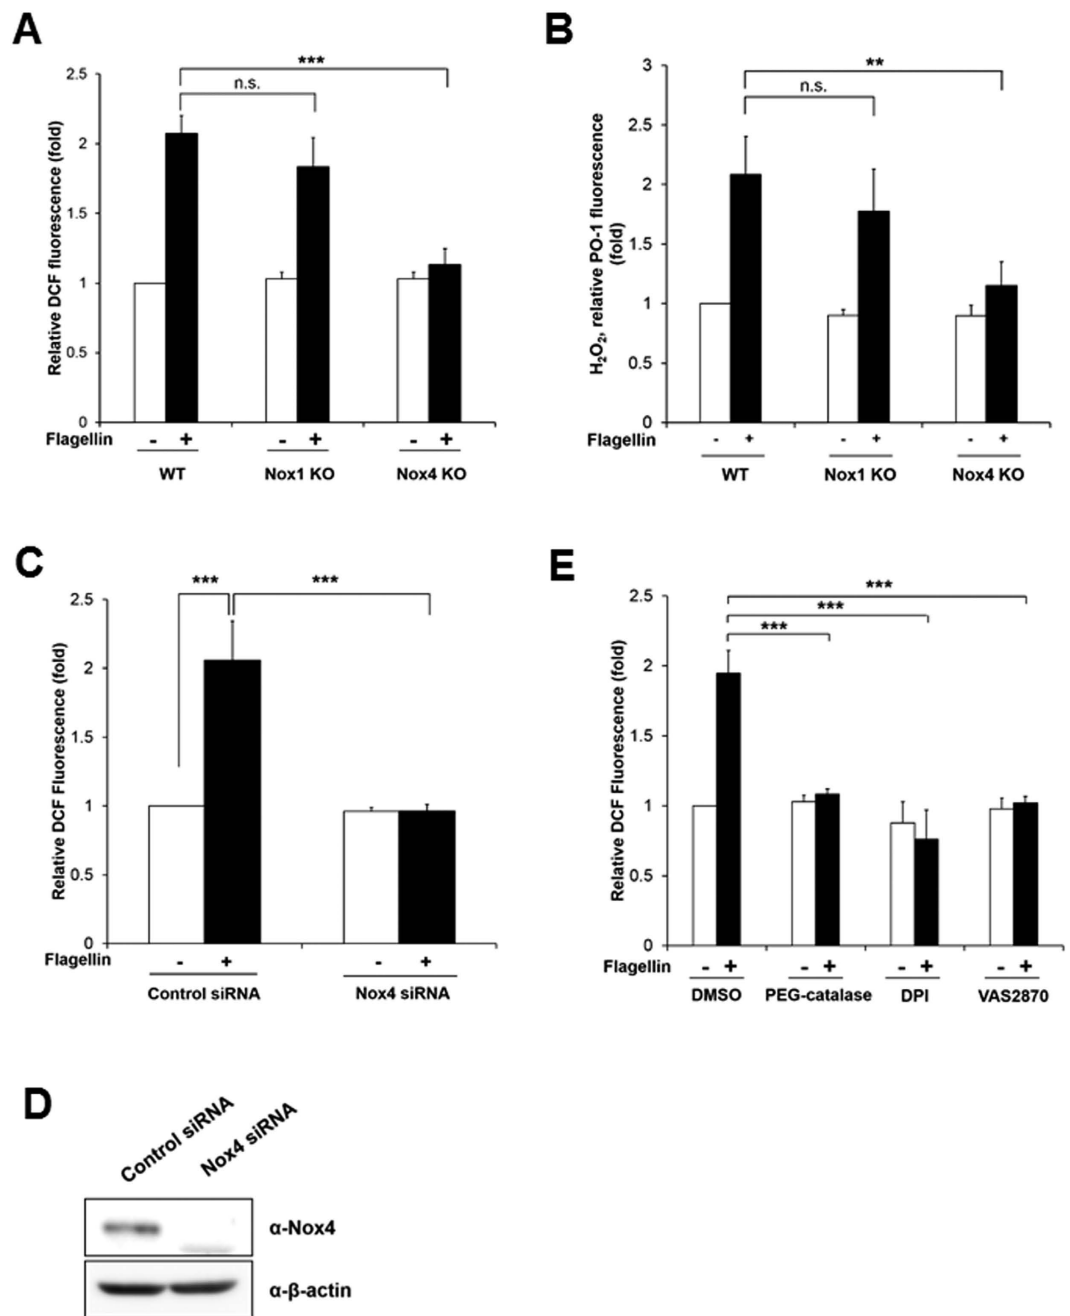 A
Relative DCF fluorescence (fold)
2.5
2
1.5
1
0.5
0
***
n.s.
Flagellin - + - + - +
WT Nox1 KO Nox4 KO
B
H₂O₂, relative PO-1 fluorescence
(fold)
3
2.5
2
1.5
1
0.5
0
**
n.s.
Flagellin - + - + - +
WT Nox1 KO Nox4 KO
C
Relative DCF Fluorescence (fold)
2.5
2
1.5
1
0.5
0
*** ***
Flagellin - + - +
Control siRNA Nox4 siRNA
E
Relative DCF Fluorescence (fold)
2.5
2
1.5
1
0.5
0
***
***
***
Flagellin - + - + - + - +
DMSO PEG-catalase DPI VAS2870
D
Control siRNA
Nox4 siRNA
α-Nox4
α-β-actin